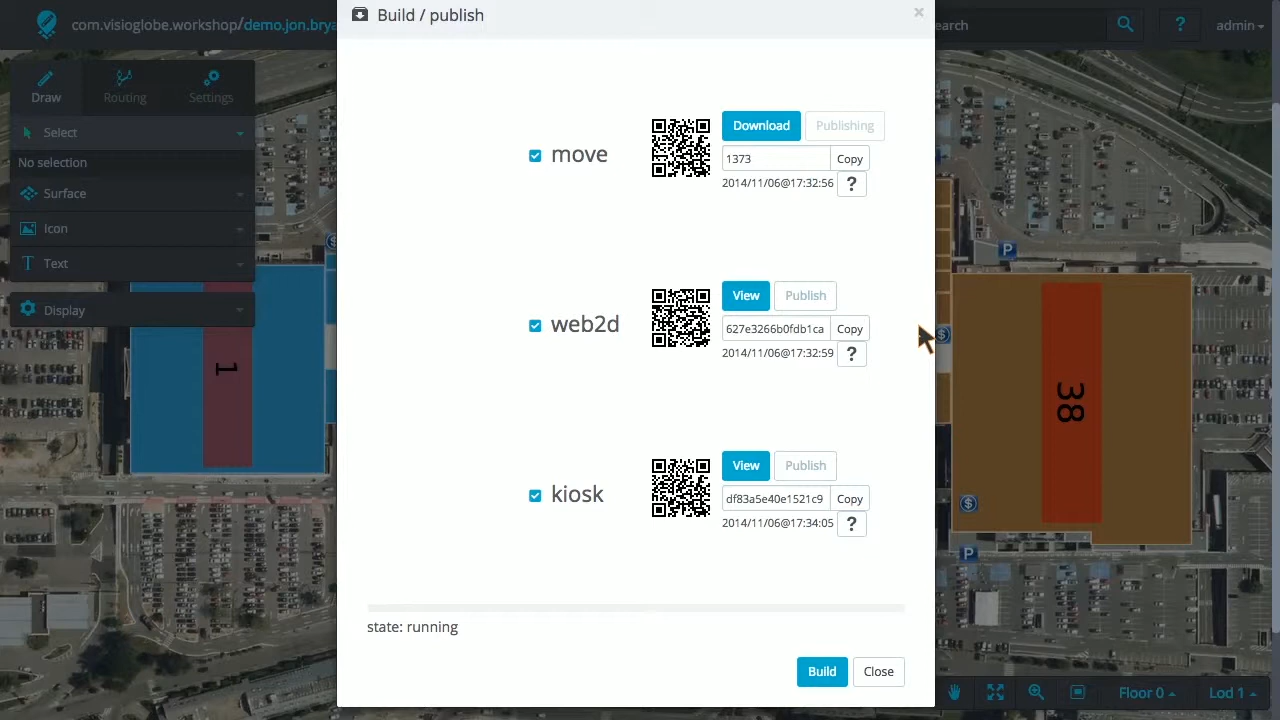 Build / publish
×
com.visioglobe.workshop/demo.jon.brya
earch
?
admin
Draw
Routing
Settings
Select
No selection
Surface
Icon
T Text
Display
move
Download
Publishing
1373
Copy
2014/11/06@17:32:56
?
web2d
View
Publish
627e3266b0fdb1ca
Copy
2014/11/06@17:32:59
?
kiosk
View
Publish
df83a5e40e1521c9
Copy
2014/11/06@17:34:05
?
state: running
Build
Close
1
38
$
P
$
$
P
Floor 0
Lod 1